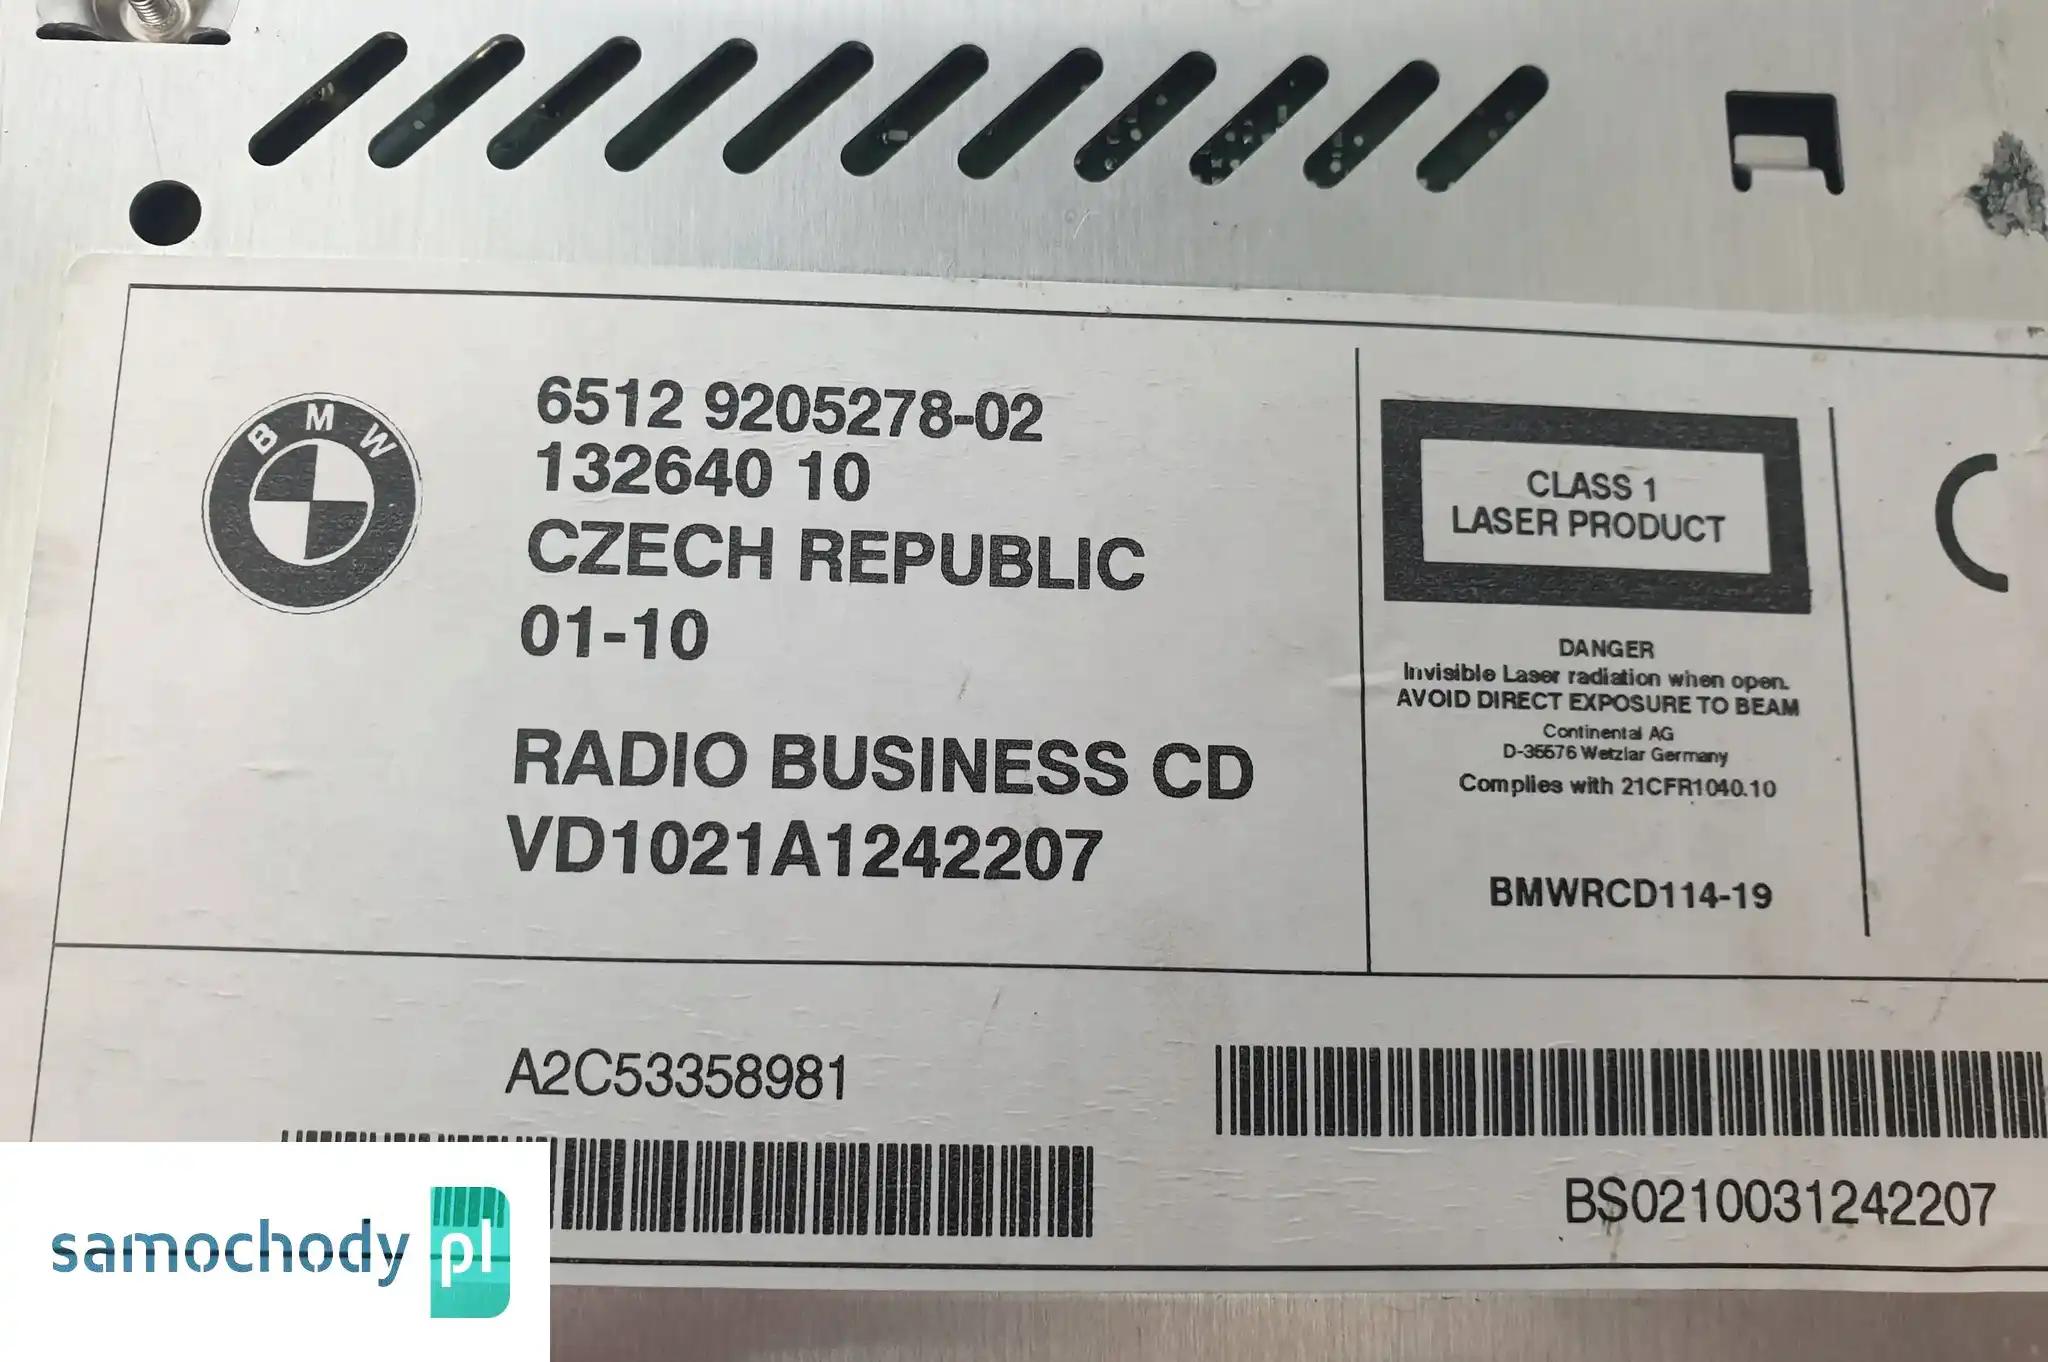 B M W
6512 9205278-02
132640 10
CZECH REPUBLIC
01-10
RADIO BUSINESS CD
VD1021A1242207
CLASS 1
LASER PRODUCT
DANGER
Invisible Laser radiation when open.
AVOID DIRECT EXPOSURE TO BEAM
Continental AG
D-35576 Wetzlar Germany
Complies with 21CFR1040.10
BMWRCD114-19
A2C53358981
BS0210031242207
samochody pl